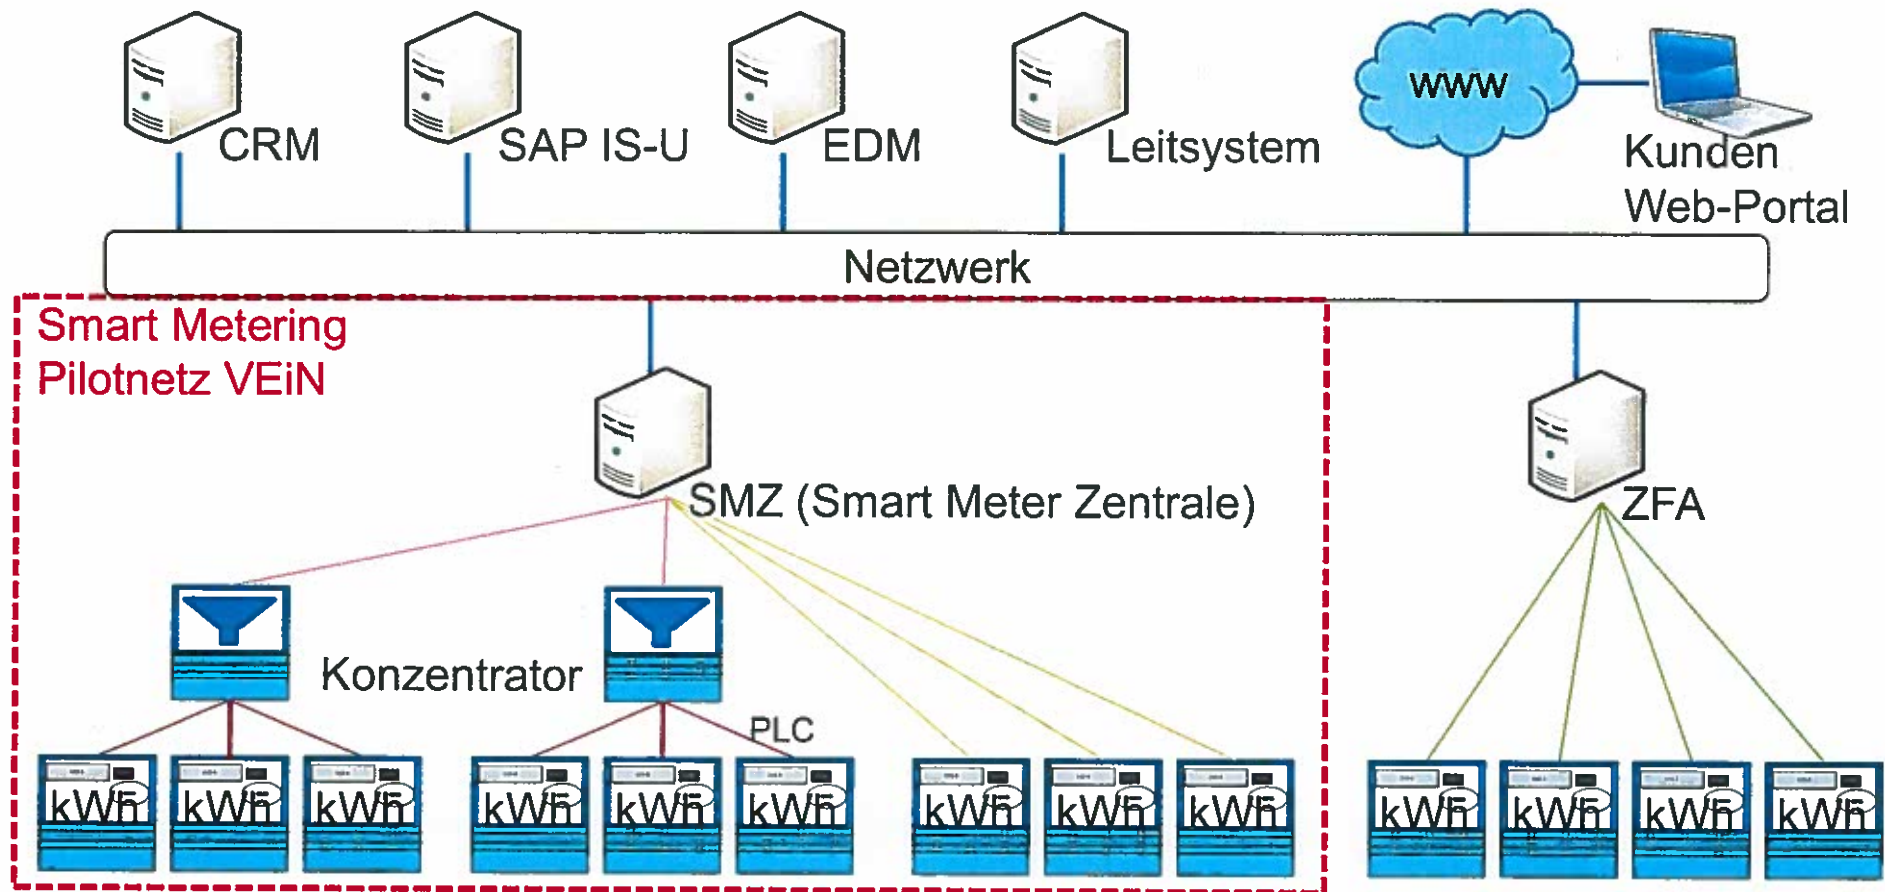 CRM
SAP IS-U
EDM
Leitsystem
www
Kunden
Web-Portal
Netzwerk
Smart Metering
Pilotnetz VEiN
SMZ (Smart Meter Zentrale)
ZFA
Konzentrator
PLC
kWh
kWh
kWh
kWh
kWh
kWh
kWh
kWh
kWh
kWh
kWh
kWh
kWh